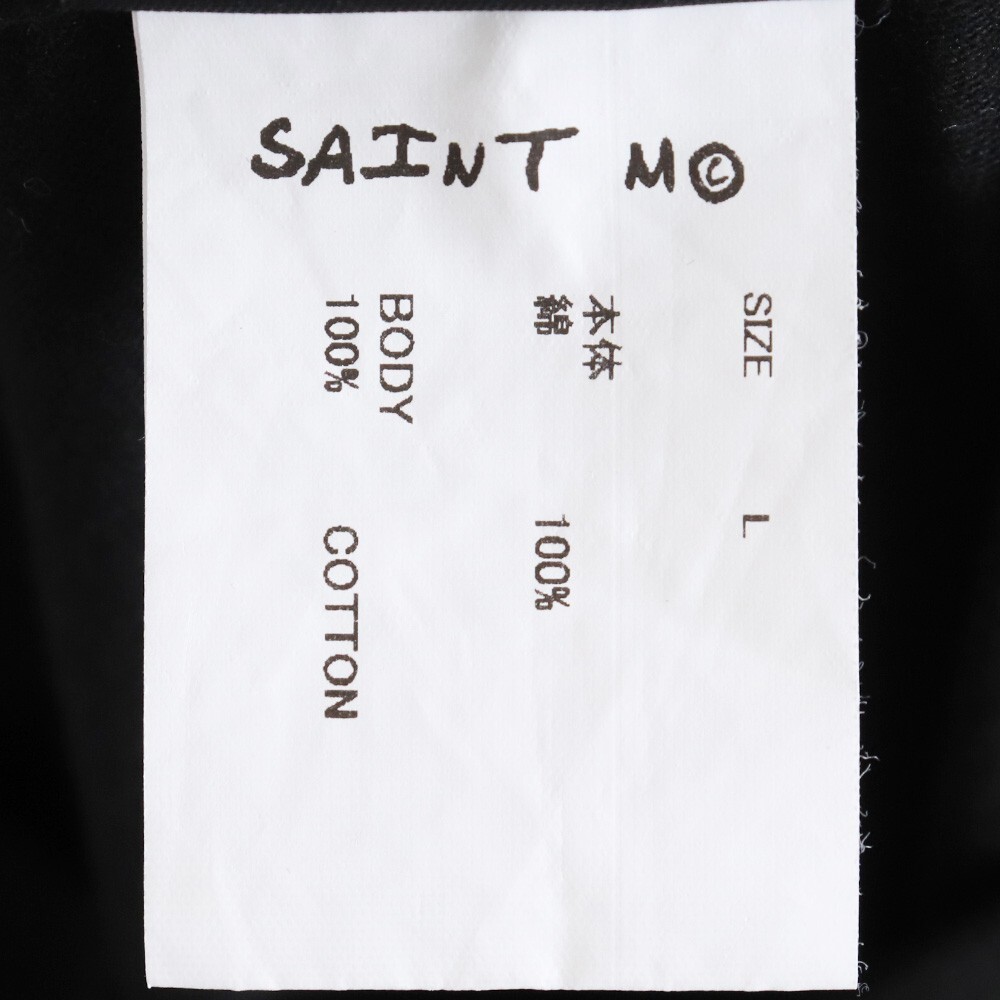 SAINT M©
SIZE L
本体
綿 100%
BODY
100% COTTON